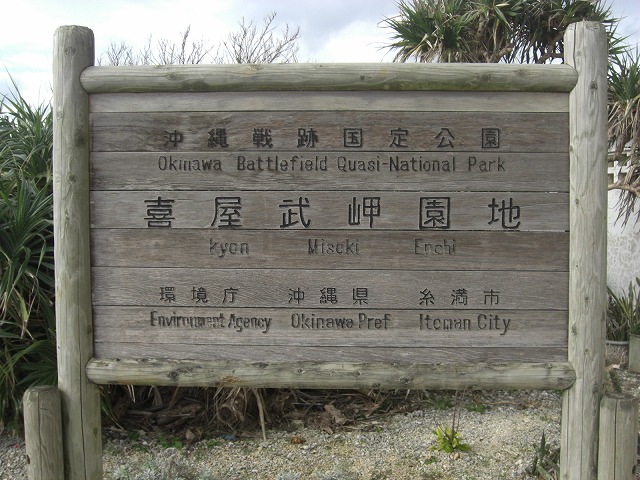 沖縄戦跡国定公園
Okinawa Battlefield Quasi-National Park
喜屋武岬園地
Kyan Misaki Enchi
環境庁 沖縄県 糸満市
Environment Agency Okinawa Pref Itoman City